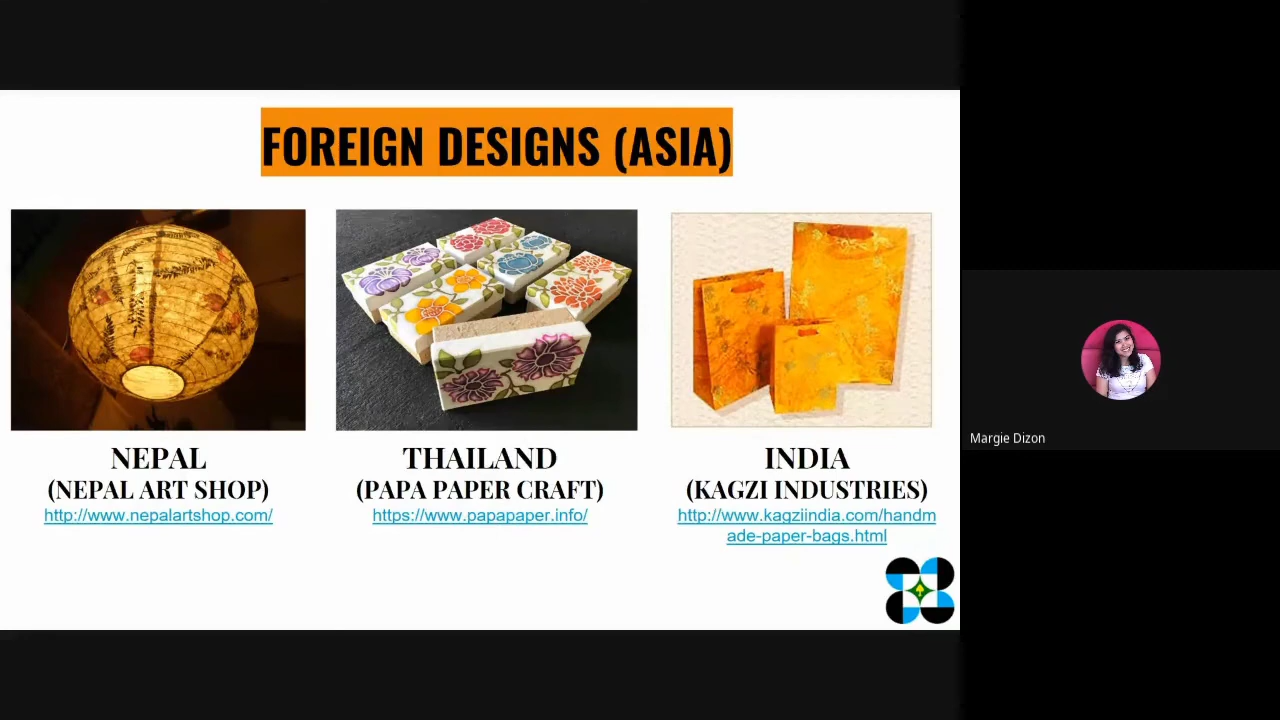 FOREIGN DESIGNS (ASIA)
NEPAL
(NEPAL ART SHOP)
http://www.nepalartshop.com/
THAILAND
(PAPA PAPER CRAFT)
https://www.papapaper.info/
INDIA
(KAGZI INDUSTRIES)
http://www.kagziindia.com/handm
ade-paper-bags.html
Margie Dizon